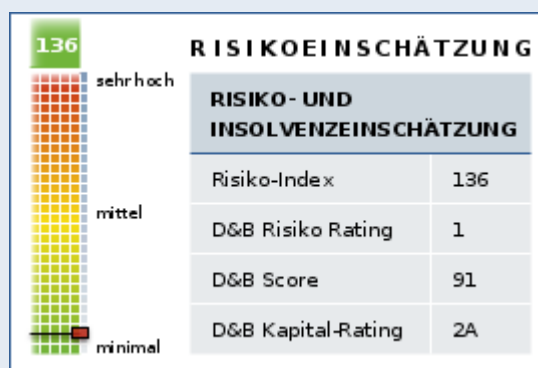 136
sehr hoch
mittel
minimal
RISIKOEINSCHÄTZUNG
RISIKO- UND
INSOLVENZEINSCHÄTZUNG
Risiko-Index 136
D&B Risiko Rating 1
D&B Score 91
D&B Kapital-Rating 2A